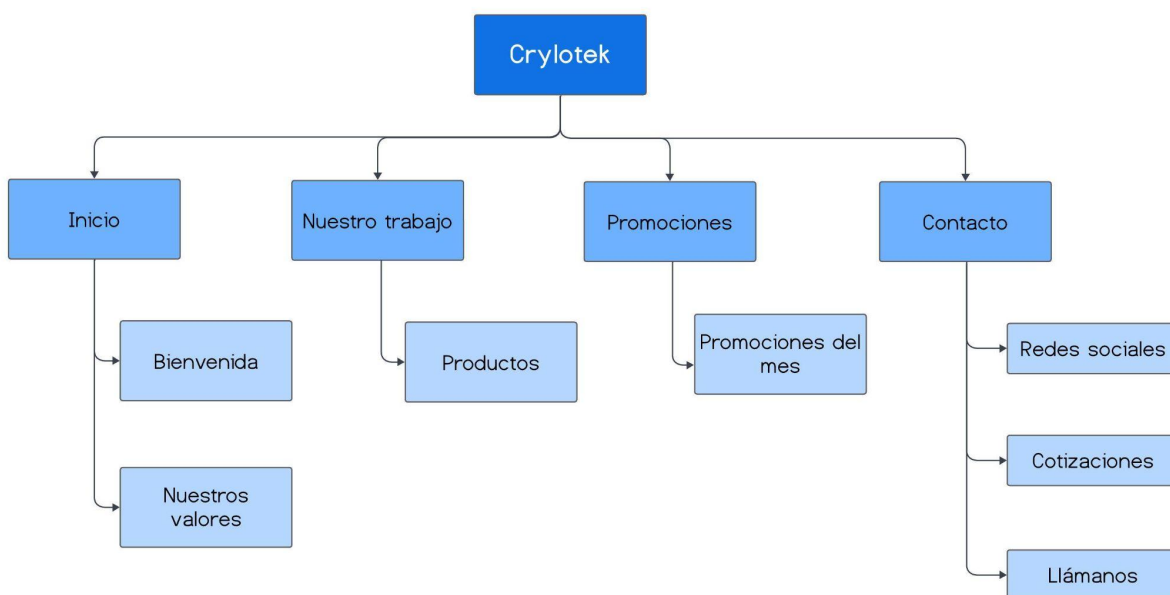 Crylotek
Inicio
Nuestro trabajo
Promociones
Contacto
Bienvenida
Nuestros
valores
Productos
Promociones del
mes
Redes sociales
Cotizaciones
Llámanos